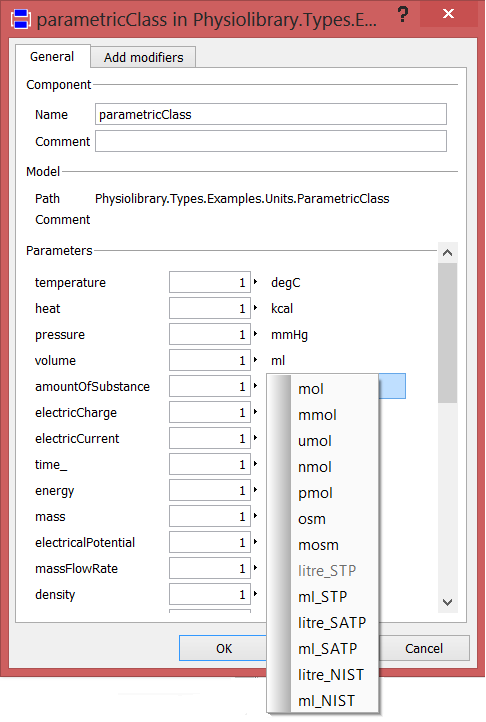 parametricClass in Physiolibrary.Types.E... ? ×
General Add modifiers
Component
Name parametricClass
Comment
Model
Path Physiolibrary.Types.Examples.Units.ParametricClass
Comment
Parameters
temperature 1 degC
heat 1 kcal
pressure 1 mmHg
volume 1 ml
amountOfSubstance 1 mol
electricCharge 1 mmol
electricCurrent 1 umol
time_ 1 nmol
energy 1 pmol
mass 1 osm
electricalPotential 1 mosm
massFlowRate 1 litre_STP
density 1 ml_STP
litre_SATP
OK ml_SATP Cancel
litre_NIST
ml_NIST